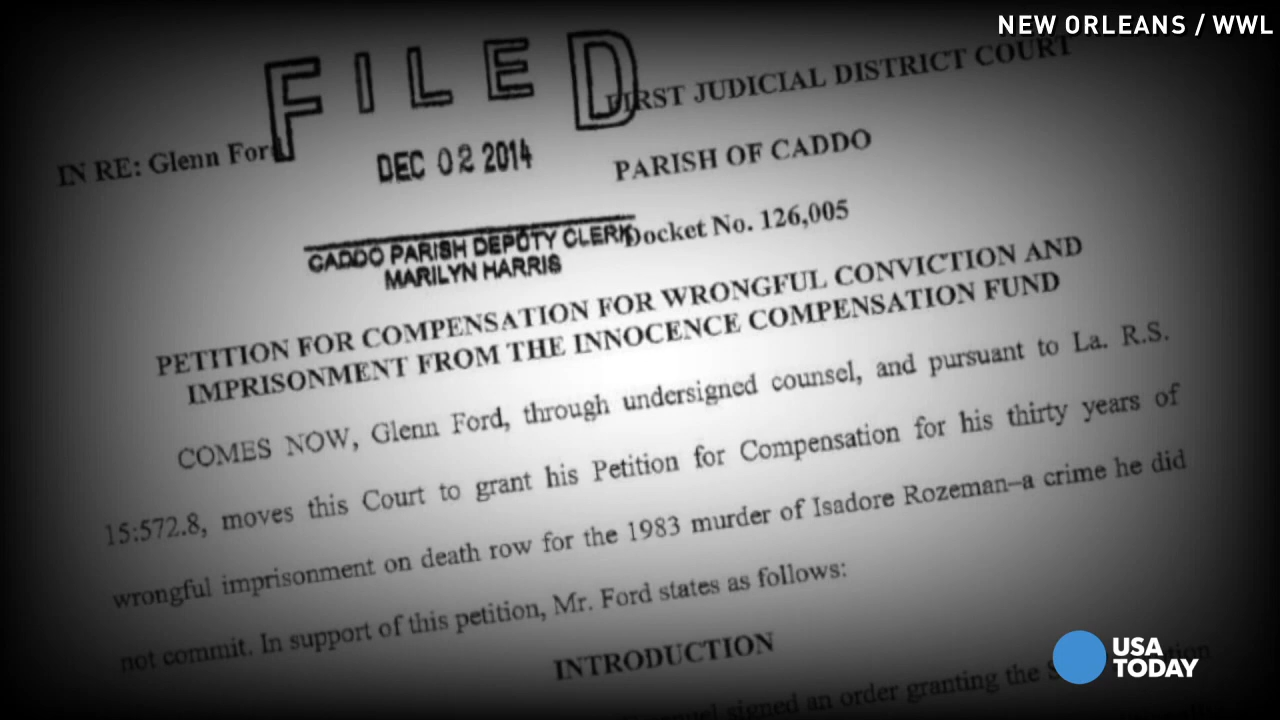 NEW ORLEANS / WWL
FILED
FIRST JUDICIAL DISTRICT COURT
IN RE: Glenn Ford
DEC 02 2014
PARISH OF CADDO
CADDO PARISH DEPUTY CLERK
MARILYN HARRIS
Docket No. 126,005
PETITION FOR COMPENSATION FOR WRONGFUL CONVICTION AND
IMPRISONMENT FROM THE INNOCENCE COMPENSATION FUND
COMES NOW, Glenn Ford, through undersigned counsel, and pursuant to La. R.S.
15:572.8, moves this Court to grant his Petition for Compensation for his thirty years of
wrongful imprisonment on death row for the 1983 murder of Isadore Rozeman–a crime he did
not commit. In support of this petition, Mr. Ford states as follows:
INTRODUCTION
signed an order granting the
USA
TODAY